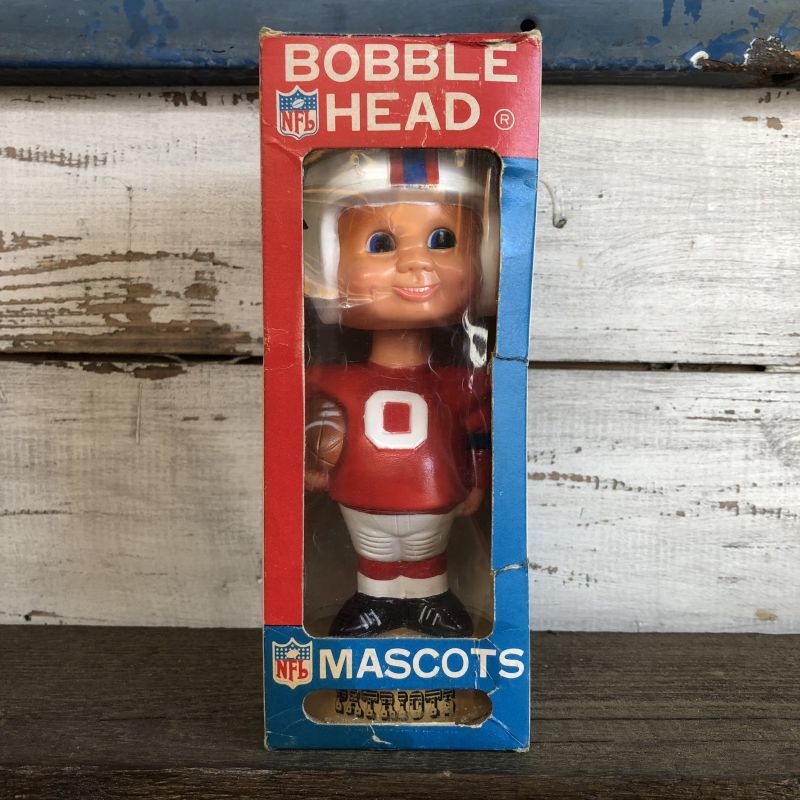 BOBBLE
NFL HEAD ®
0
NFL MASCOTS
PATRIOTS